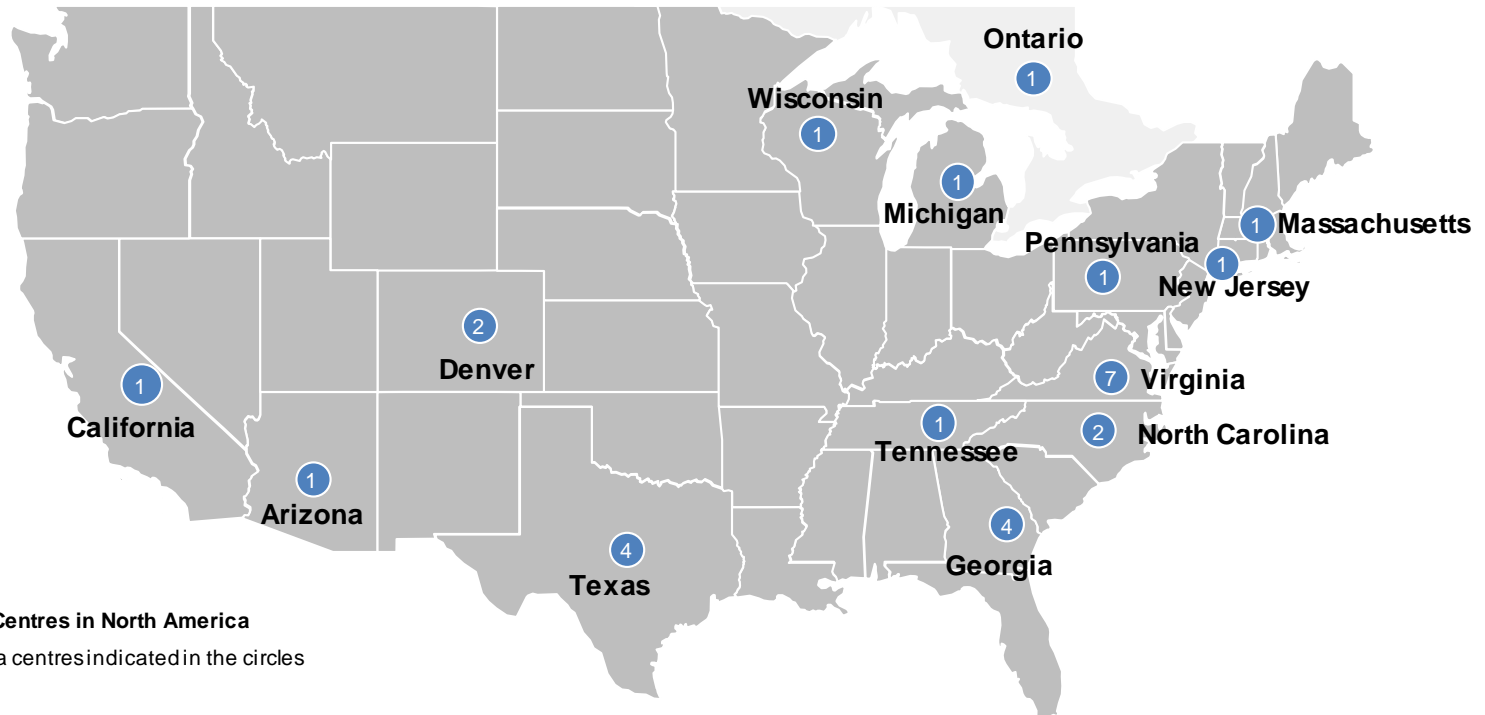 Ontario
1
Wisconsin
1
1
Michigan
1 Massachusetts
Pennsylvania
1
1
New Jersey
2
Denver
7 Virginia
1
California
1
Tennessee
2 North Carolina
1
Arizona
4
Georgia
4
Texas
Centres in North America
a centres indicated in the circles